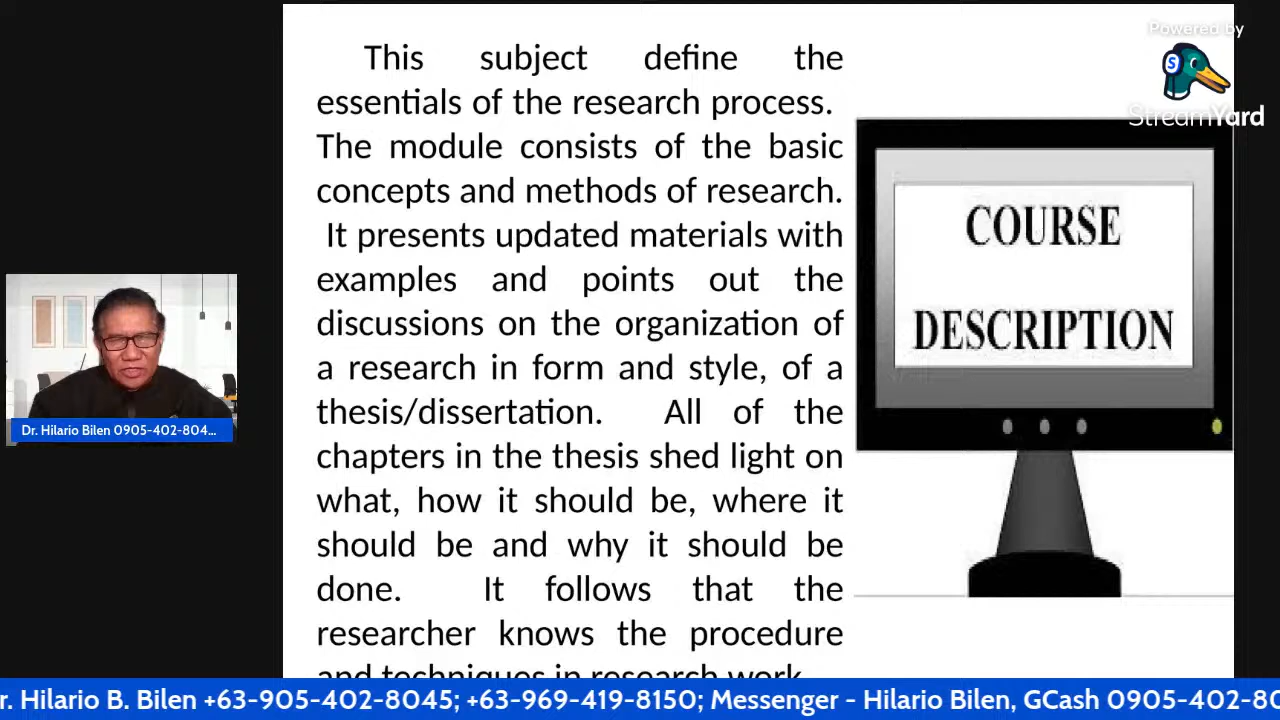 Powered by
StreamYard
This subject define the
essentials of the research process.
The module consists of the basic
concepts and methods of research.
It presents updated materials with
examples and points out the
discussions on the organization of
a research in form and style, of a
thesis/dissertation. All of the
chapters in the thesis shed light on
what, how it should be, where it
should be and why it should be
done. It follows that the
researcher knows the procedure
and techniques in research work.
COURSE
DESCRIPTION
Dr. Hilario Bilen 0905-402-804...
r. Hilario B. Bilen +63-905-402-8045; +63-969-419-8150; Messenger - Hilario Bilen, GCash 0905-402-80